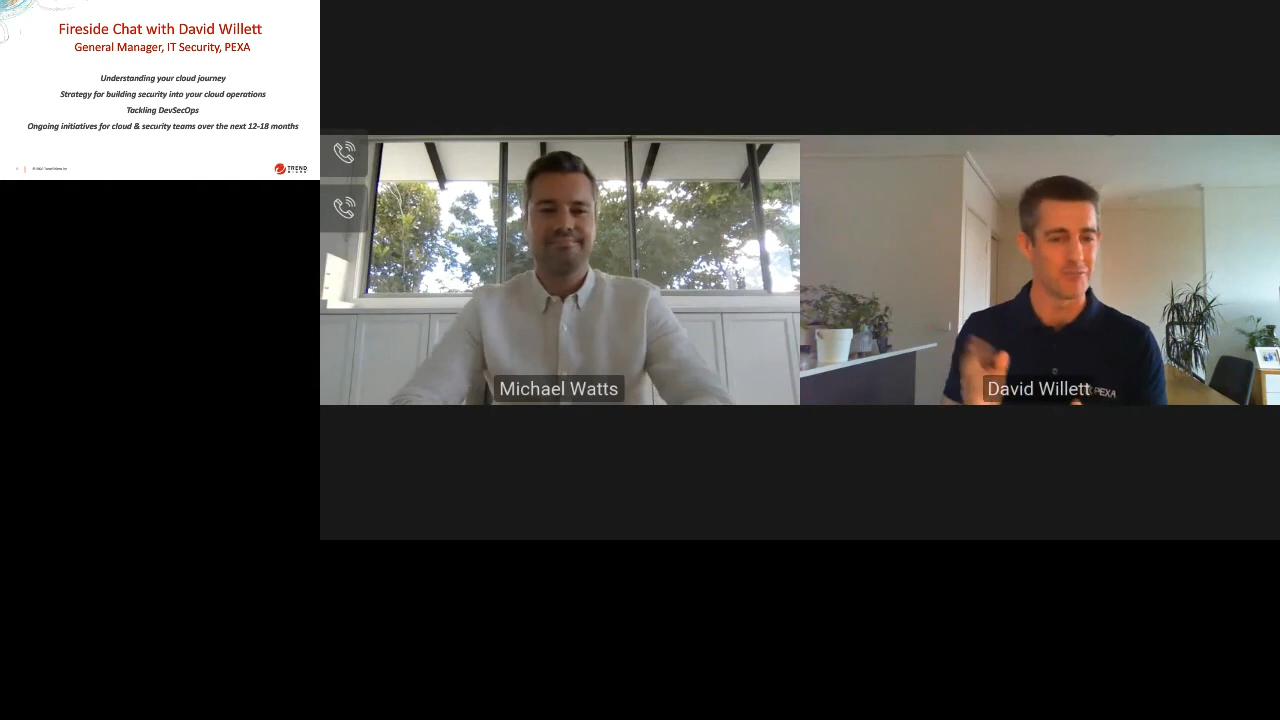 Fireside Chat with David Willett
General Manager, IT Security, PEXA
Understanding your cloud journey
Strategy for building security into your cloud operations
Tackling DevSecOps
Ongoing initiatives for cloud & security teams over the next 12-18 months
TREND
MICRO
Michael Watts
David Willett
PEXA